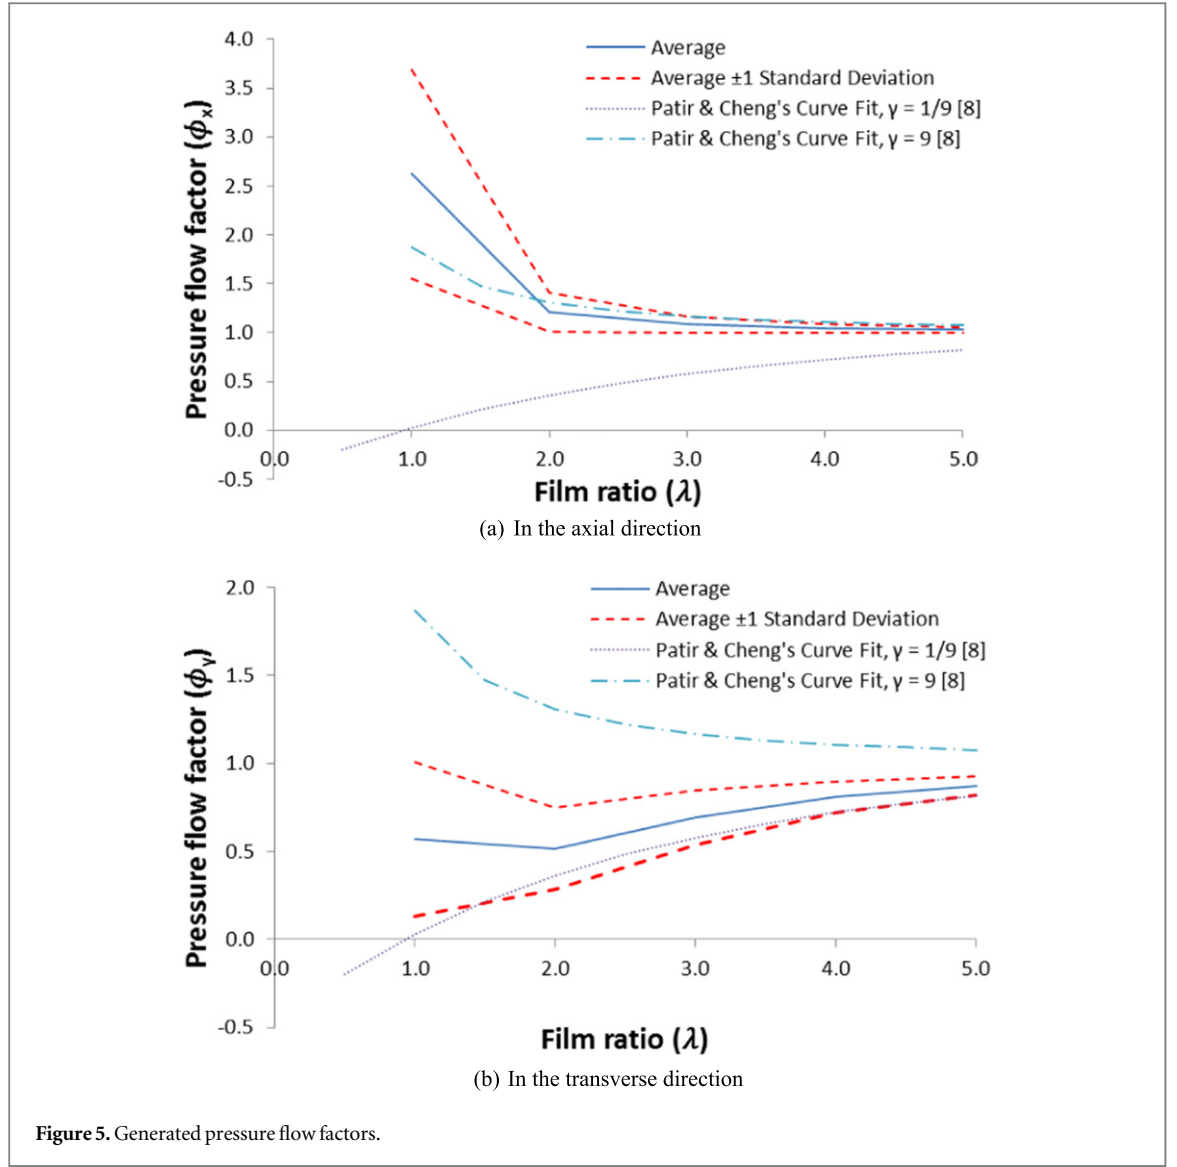 4.0
3.5
3.0
2.5
2.0
1.5
1.0
0.5
0.0
-0.5
Pressure flow factor (ϕx)
Average
Average ±1 Standard Deviation
Patir & Cheng's Curve Fit, γ = 1/9 [8]
Patir & Cheng's Curve Fit, γ = 9 [8]
0.0 1.0 2.0 3.0 4.0 5.0
Film ratio (λ)
(a) In the axial direction
2.0
1.5
1.0
0.5
0.0
-0.5
Pressure flow factor (ϕy)
Average
Average ±1 Standard Deviation
Patir & Cheng's Curve Fit, γ = 1/9 [8]
Patir & Cheng's Curve Fit, γ = 9 [8]
0.0 1.0 2.0 3.0 4.0 5.0
Film ratio (λ)
(b) In the transverse direction
Figure 5. Generated pressure flow factors.